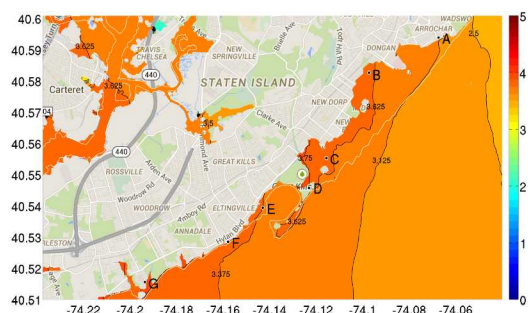 40.6
40.59
40.58
40.57
40.56
40.55
40.54
40.53
40.52
40.51
-74.22 -74.2 -74.18 -74.16 -74.14 -74.12 -74.1 -74.08 -74.06
5
4
3
2
1
0
WADSWO
ARROCHAR
A
2.5
TRAVIS -
CHELSEA
NEW
SPRINGVILLE
DONGAN
B
3.625
440
STATEN ISLAND
Carteret
3.625
NEW DORP
3.625
Clarke Ave
440
GREAT KILLS
3.75
C
3.125
Arden Ave
ROSSVILLE
D
Woodrow Rd
WOODROW
Amboy Rd
ELTINGVILLE
E
3.625
Hylan Blvd
ANNADALE
F
3.375
G